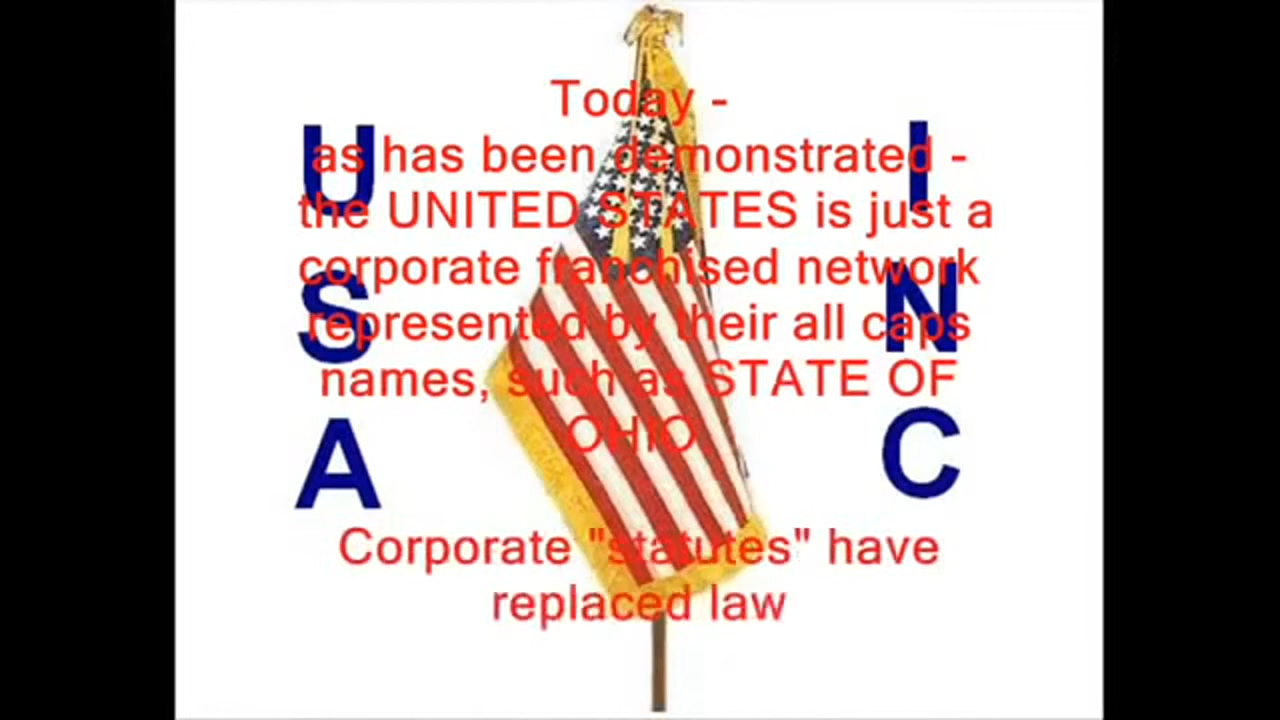 Today -
as has been demonstrated -
the UNITED STATES is just a
corporate franchised network
represented by their all caps
names, such as STATE OF
OHIO
Corporate "statutes" have
replaced law
U
S
A
I
N
C